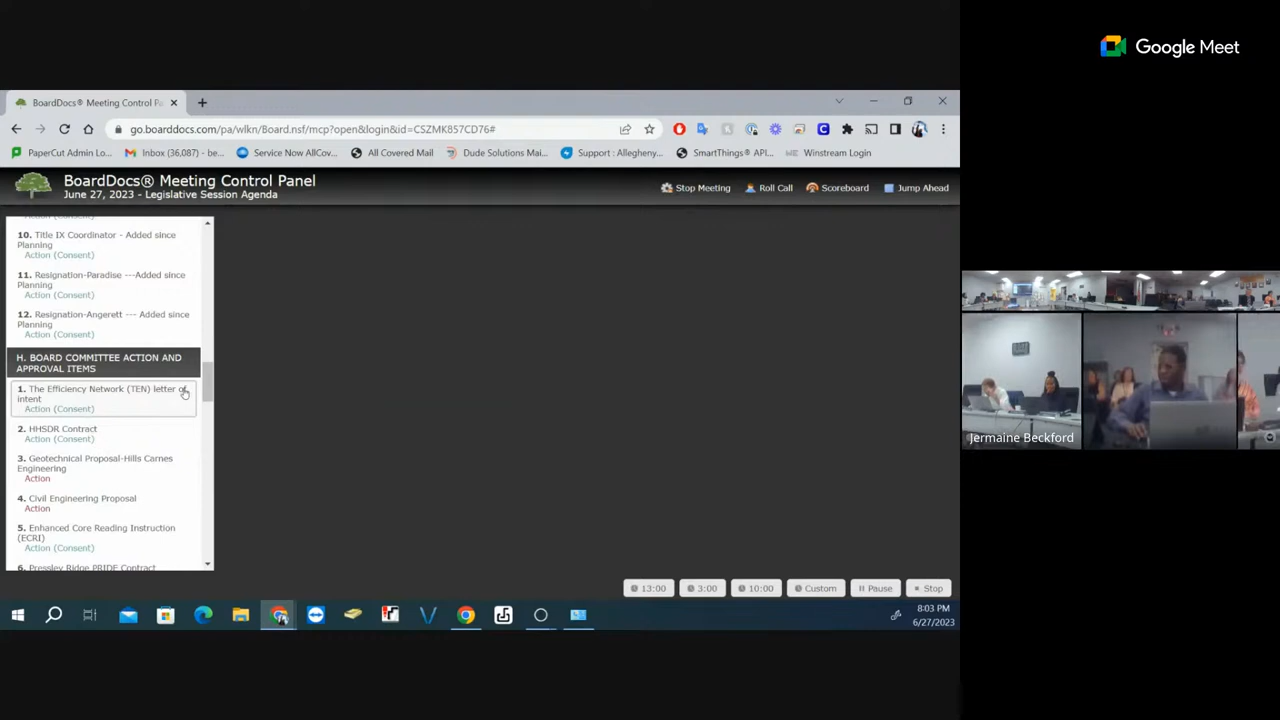 Google Meet
BoardDocs® Meeting Control Pa
go.boarddocs.com/pa/wlkn/Board.nsf/mcp?open&login&id=CSZMK857CD76#
PaperCut Admin Lo... Inbox (36,087) - be... Service Now AllCov... All Covered Mail Dude Solutions Mai... Support : Allegheny... SmartThings® API... Winstream Login
BoardDocs® Meeting Control Panel
June 27, 2023 - Legislative Session Agenda
Stop Meeting Roll Call Scoreboard Jump Ahead
Action (Consent)
10. Title IX Coordinator - Added since
Planning
Action (Consent)
11. Resignation-Paradise ---Added since
Planning
Action (Consent)
12. Resignation-Angerett --- Added since
Planning
Action (Consent)
H. BOARD COMMITTEE ACTION AND
APPROVAL ITEMS
1. The Efficiency Network (TEN) letter of
intent
Action (Consent)
2. HHSDR Contract
Action (Consent)
3. Geotechnical Proposal-Hills Carnes
Engineering
Action
4. Civil Engineering Proposal
Action
5. Enhanced Core Reading Instruction
(ECRI)
Action (Consent)
6. Pressley Ridge PRIDE Contract
Jermaine Beckford
13:00 3:00 10:00 Custom Pause Stop
8:03 PM
6/27/2023